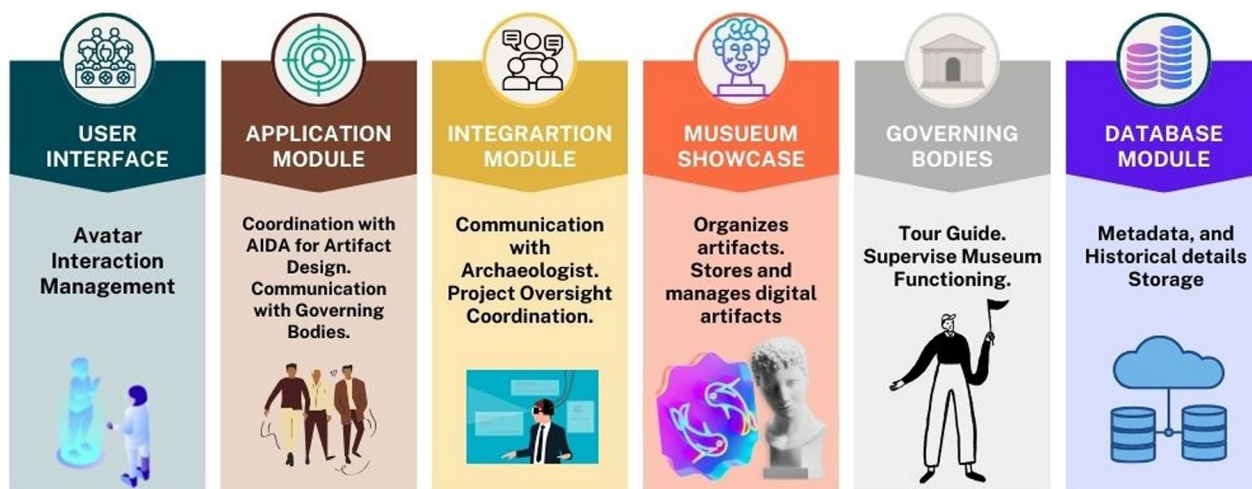 USER
INTERFACE
Avatar
Interaction
Management
APPLICATION
MODULE
Coordination with
AIDA for Artifact
Design.
Communication
with Governing
Bodies.
INTEGRARTION
MODULE
Communication
with
Archaeologist.
Project Oversight
Coordination.
MUSUEUM
SHOWCASE
Organizes
artifacts.
Stores and
manages digital
artifacts
GOVERNING
BODIES
Tour Guide.
Supervise Museum
Functioning.
DATABASE
MODULE
Metadata, and
Historical details
Storage